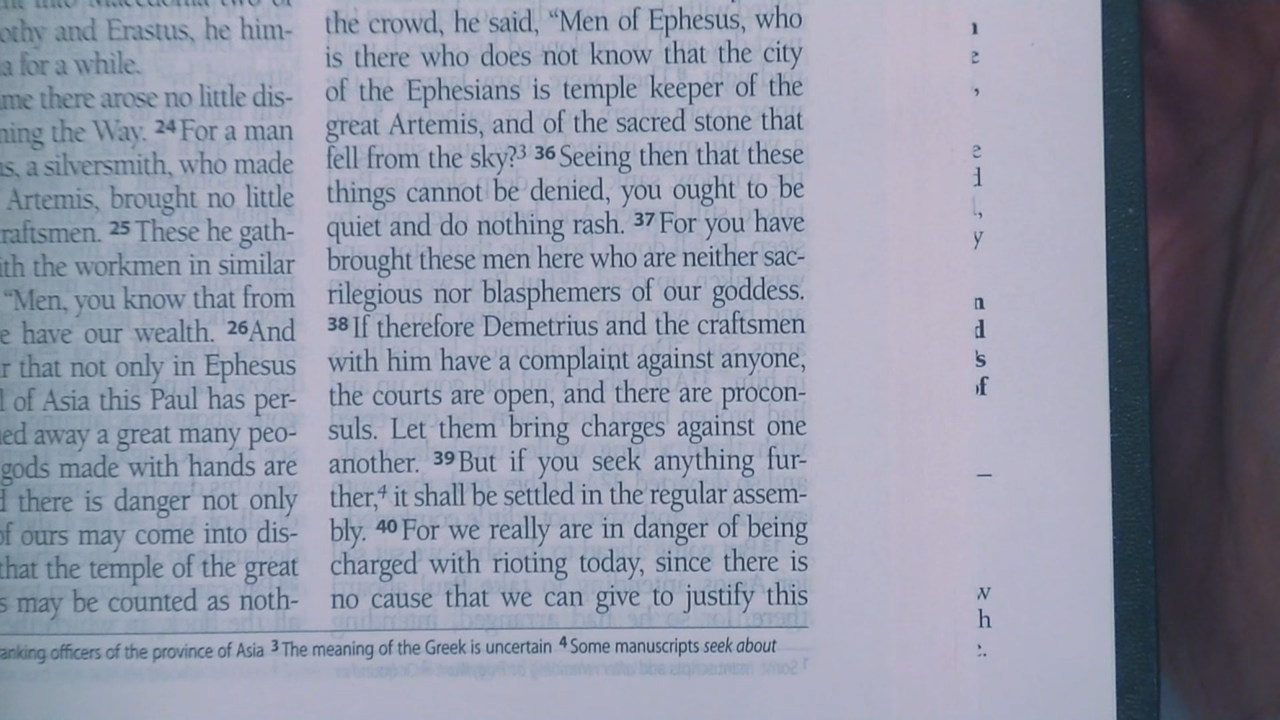 othy and Erastus, he him-
a for a while.
me there arose no little dis-
ning the Way. 24 For a man
s, a silversmith, who made
Artemis, brought no little
raftsmen. 25 These he gath-
ith the workmen in similar
"Men, you know that from
e have our wealth. 26 And
r that not only in Ephesus
l of Asia this Paul has per-
ed away a great many peo-
gods made with hands are
d there is danger not only
of ours may come into dis-
that the temple of the great
s may be counted as noth-
the crowd, he said, "Men of Ephesus, who
is there who does not know that the city
of the Ephesians is temple keeper of the
great Artemis, and of the sacred stone that
fell from the sky?3 36 Seeing then that these
things cannot be denied, you ought to be
quiet and do nothing rash. 37 For you have
brought these men here who are neither sac-
rilegious nor blasphemers of our goddess.
38 If therefore Demetrius and the craftsmen
with him have a complaint against anyone,
the courts are open, and there are procon-
suls. Let them bring charges against one
another. 39 But if you seek anything fur-
ther,4 it shall be settled in the regular assem-
bly. 40 For we really are in danger of being
charged with rioting today, since there is
no cause that we can give to justify this
anking officers of the province of Asia 3 The meaning of the Greek is uncertain 4 Some manuscripts seek about